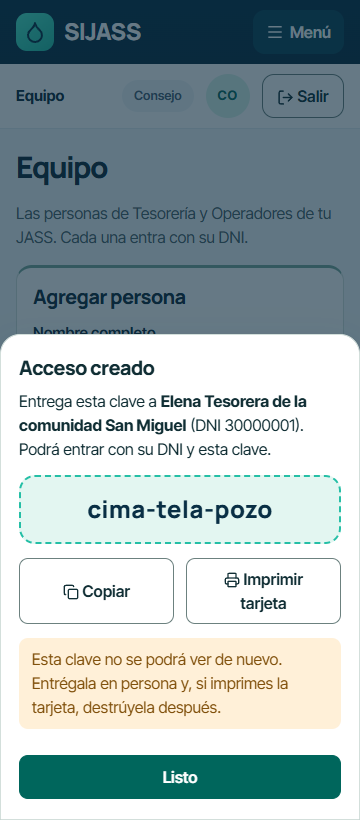 SIJASS
Menú
Equipo
Consejo
CO
Salir
Equipo
Las personas de Tesorería y Operadores de tu
JASS. Cada una entra con su DNI.
Agregar persona
Nombre completo
Acceso creado
Entrega esta clave a Elena Tesorera de la
comunidad San Miguel (DNI 30000001).
Podrá entrar con su DNI y esta clave.
cima-tela-pozo
Copiar
Imprimir
tarjeta
Esta clave no se podrá ver de nuevo.
Entrégala en persona y, si imprimes la
tarjeta, destrúyela después.
Listo